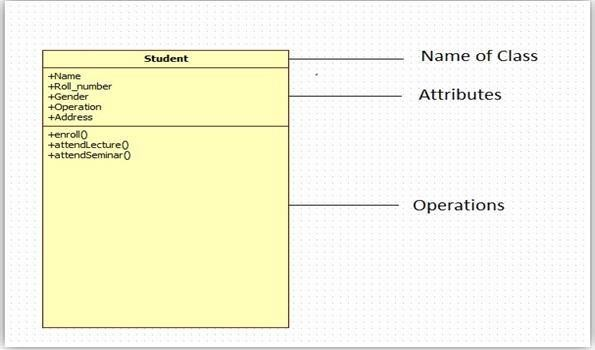 Student
Name of Class
+Name
+Roll_number
+Gender
+Operation
+Address
Attributes
+enroll()
+attendLecture()
+attendSeminar()
Operations